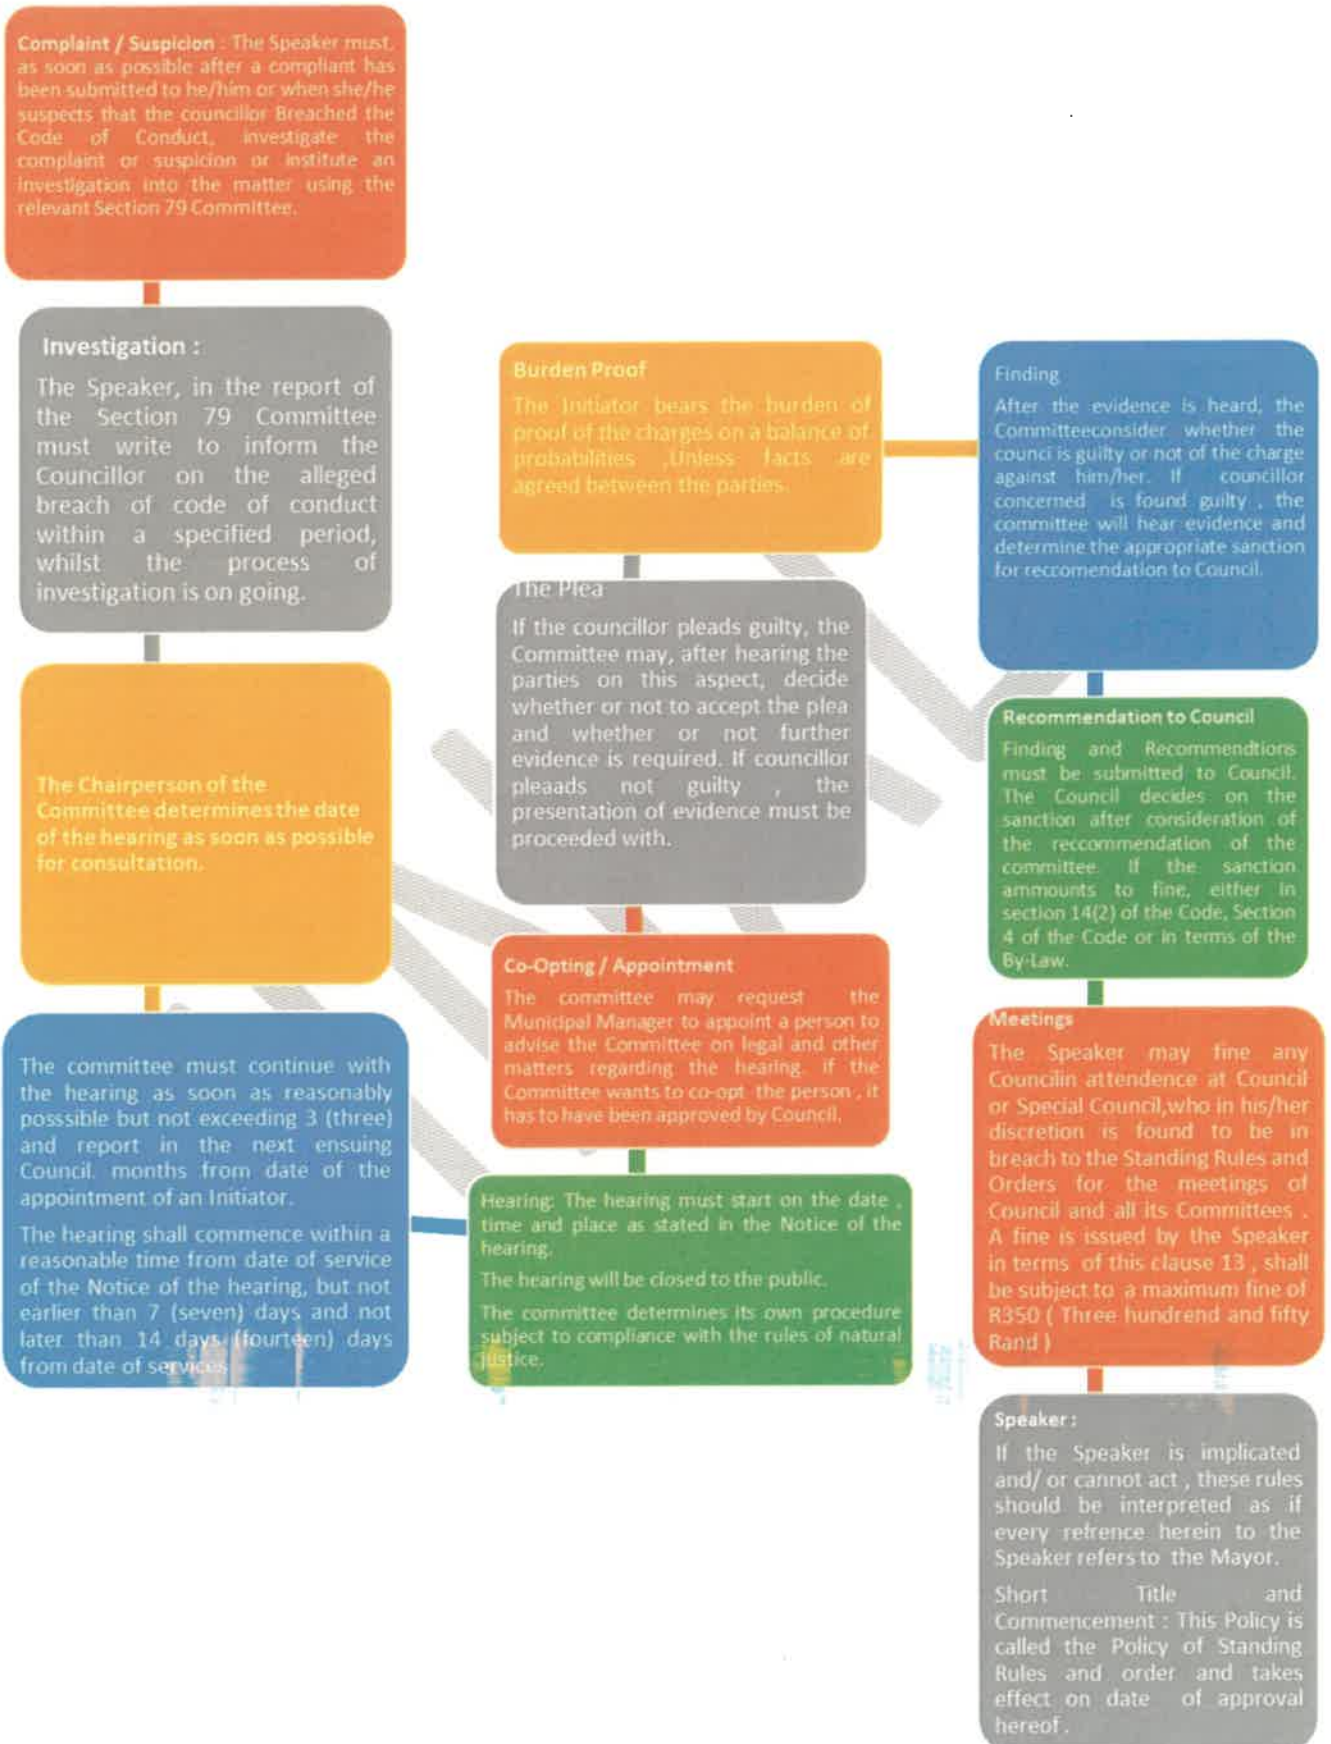 Complaint / Suspicion : The Speaker must,
as soon as possible after a compliant has
been submitted to he/him or when she/he
suspects that the councillor Breached the
Code of Conduct, investigate the
complaint or suspicion or institute an
investigation into the matter using the
relevant Section 79 Committee.
Investigation :
The Speaker, in the report of
the Section 79 Committee
must write to inform the
Councillor on the alleged
breach of code of conduct
within a specified period,
whilst the process of
investigation is on going.
The Chairperson of the
Committee determines the date
of the hearing as soon as possible
for consultation.
The committee must continue with
the hearing as soon as reasonably
posssible but not exceeding 3 (three)
and report in the next ensuing
Council. months from date of the
appointment of an Initiator.
The hearing shall commence within a
reasonable time from date of service
of the Notice of the hearing, but not
earlier than 7 (seven) days and not
later than 14 days (fourteen) days
from date of services
Burden Proof
The Initiator bears the burden of
proof of the charges on a balance of
probabilities ,Unless facts are
agreed between the parties.
The Plea
If the councillor pleads guilty, the
Committee may, after hearing the
parties on this aspect, decide
whether or not to accept the plea
and whether or not further
evidence is required. If councillor
pleaads not guilty , the
presentation of evidence must be
proceeded with.
Co-Opting / Appointment
The committee may request the
Municipal Manager to appoint a person to
advise the Committee on legal and other
matters regarding the hearing. if the
Committee wants to co-opt the person , it
has to have been approved by Council.
Hearing: The hearing must start on the date ,
time and place as stated in the Notice of the
hearing.
The hearing will be closed to the public.
The committee determines its own procedure
subject to compliance with the rules of natural
justice.
Finding
After the evidence is heard, the
Committeeconsider whether the
counci is guilty or not of the charge
against him/her. If councillor
concerned is found guilty , the
committee will hear evidence and
determine the appropriate sanction
for reccomendation to Council.
Recommendation to Council
Finding and Recommendtions
must be submitted to Council.
The Council decides on the
sanction after consideration of
the reccommendation of the
committee. If the sanction
ammounts to fine, either in
section 14(2) of the Code, Section
4 of the Code or in terms of the
By-Law.
Meetings
The Speaker may fine any
Councilin attendence at Council
or Special Council,who in his/her
discretion is found to be in
breach to the Standing Rules and
Orders for the meetings of
Council and all its Committees .
A fine is issued by the Speaker
in terms of this clause 13 , shall
be subject to a maximum fine of
R350 ( Three hundrend and fifty
Rand )
Speaker :
If the Speaker is implicated
and/ or cannot act , these rules
should be interpreted as if
every refrence herein to the
Speaker refers to the Mayor.
Short Title and
Commencement : This Policy is
called the Policy of Standing
Rules and order and takes
effect on date of approval
hereof .